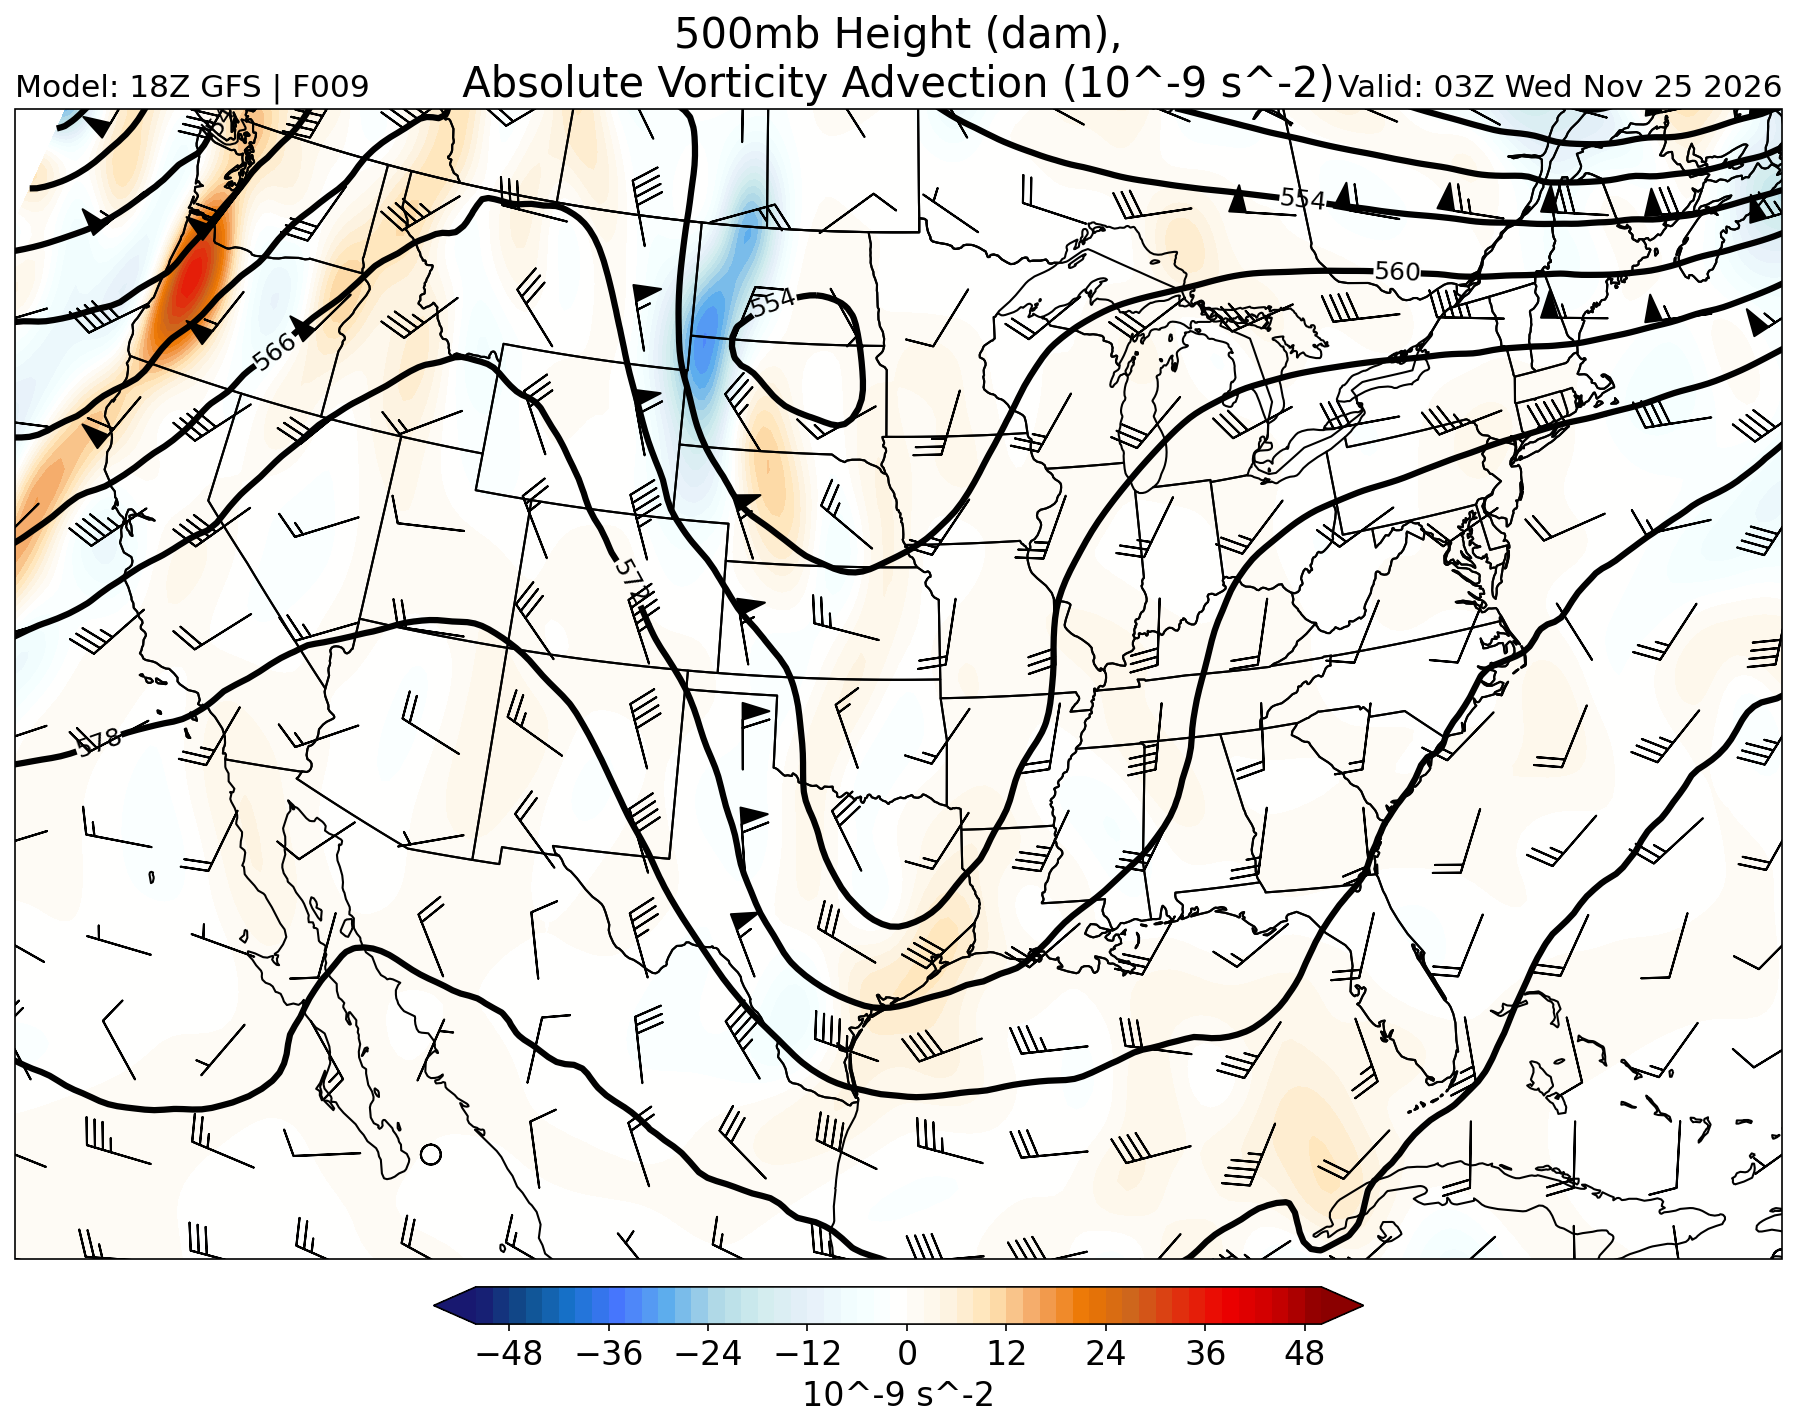 500mb Height (dam),
Absolute Vorticity Advection (10^-9 s^-2)
Model: 18Z GFS | F009
Valid: 03Z Wed Nov 25 2026
554
560
554
566
572
578
−48 −36 −24 −12 0 12 24 36 48
10^-9 s^-2